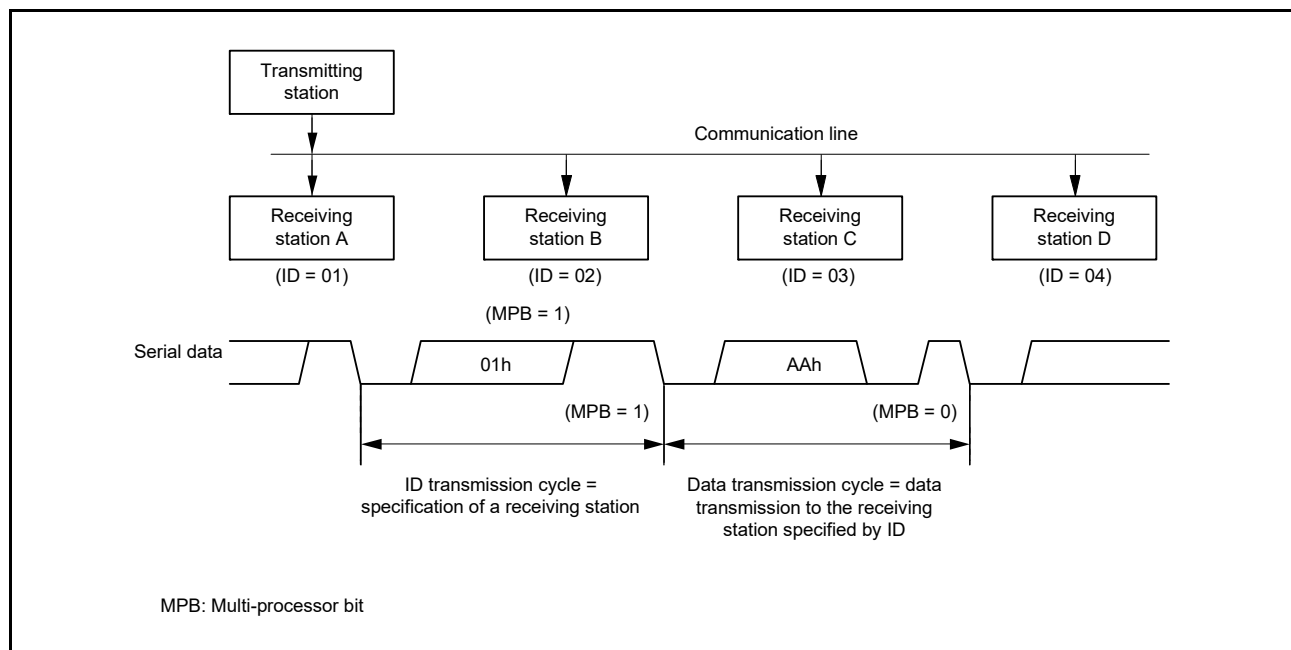 Transmitting
station
Communication line
Receiving
station A
(ID = 01)
Receiving
station B
(ID = 02)
Receiving
station C
(ID = 03)
Receiving
station D
(ID = 04)
(MPB = 1)
Serial data
01h
AAh
(MPB = 1)
(MPB = 0)
ID transmission cycle =
specification of a receiving station
Data transmission cycle = data
transmission to the receiving
station specified by ID
MPB: Multi-processor bit